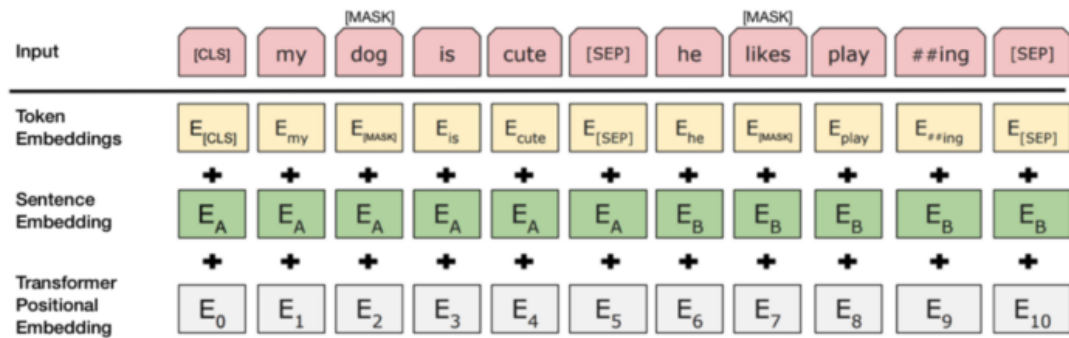 [MASK] [MASK]
Input [CLS] my dog is cute [SEP] he likes play ##ing [SEP]
Token
Embeddings
E[CLS] Emy E[MASK] Eis Ecute E[SEP] Ehe E[MASK] Eplay E##ing E[SEP]
+ + + + + + + + + + +
Sentence
Embedding
EA EA EA EA EA EA EB EB EB EB EB
+ + + + + + + + + + +
Transformer
Positional
Embedding
E0 E1 E2 E3 E4 E5 E6 E7 E8 E9 E10